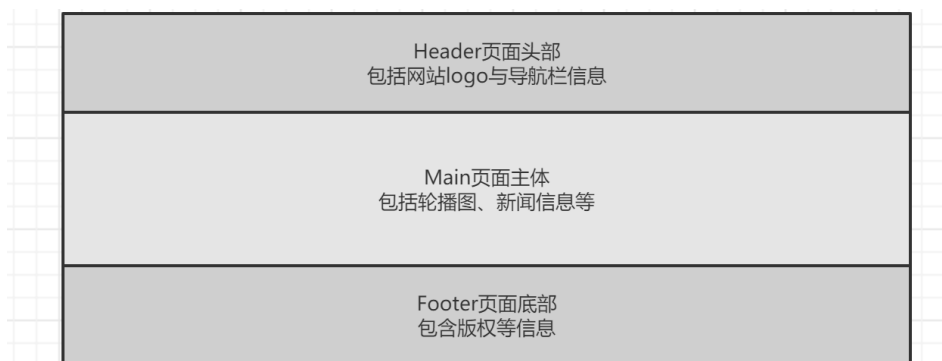 Header页面头部
包括网站logo与导航栏信息
Main页面主体
包括轮播图、新闻信息等
Footer页面底部
包含版权等信息